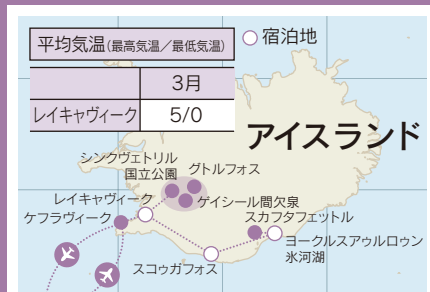 平均気温(最高気温／最低気温)
宿泊地
3月
レイキャヴィーク 5/0
アイスランド
シンクヴェトリル
国立公園
グトルフォス
レイキャヴィーク
ゲイシール間欠泉
ケフラヴィーク
スカフタフェットル
ヨークルスアゥルロゥン
氷河湖
スコゥガフォス